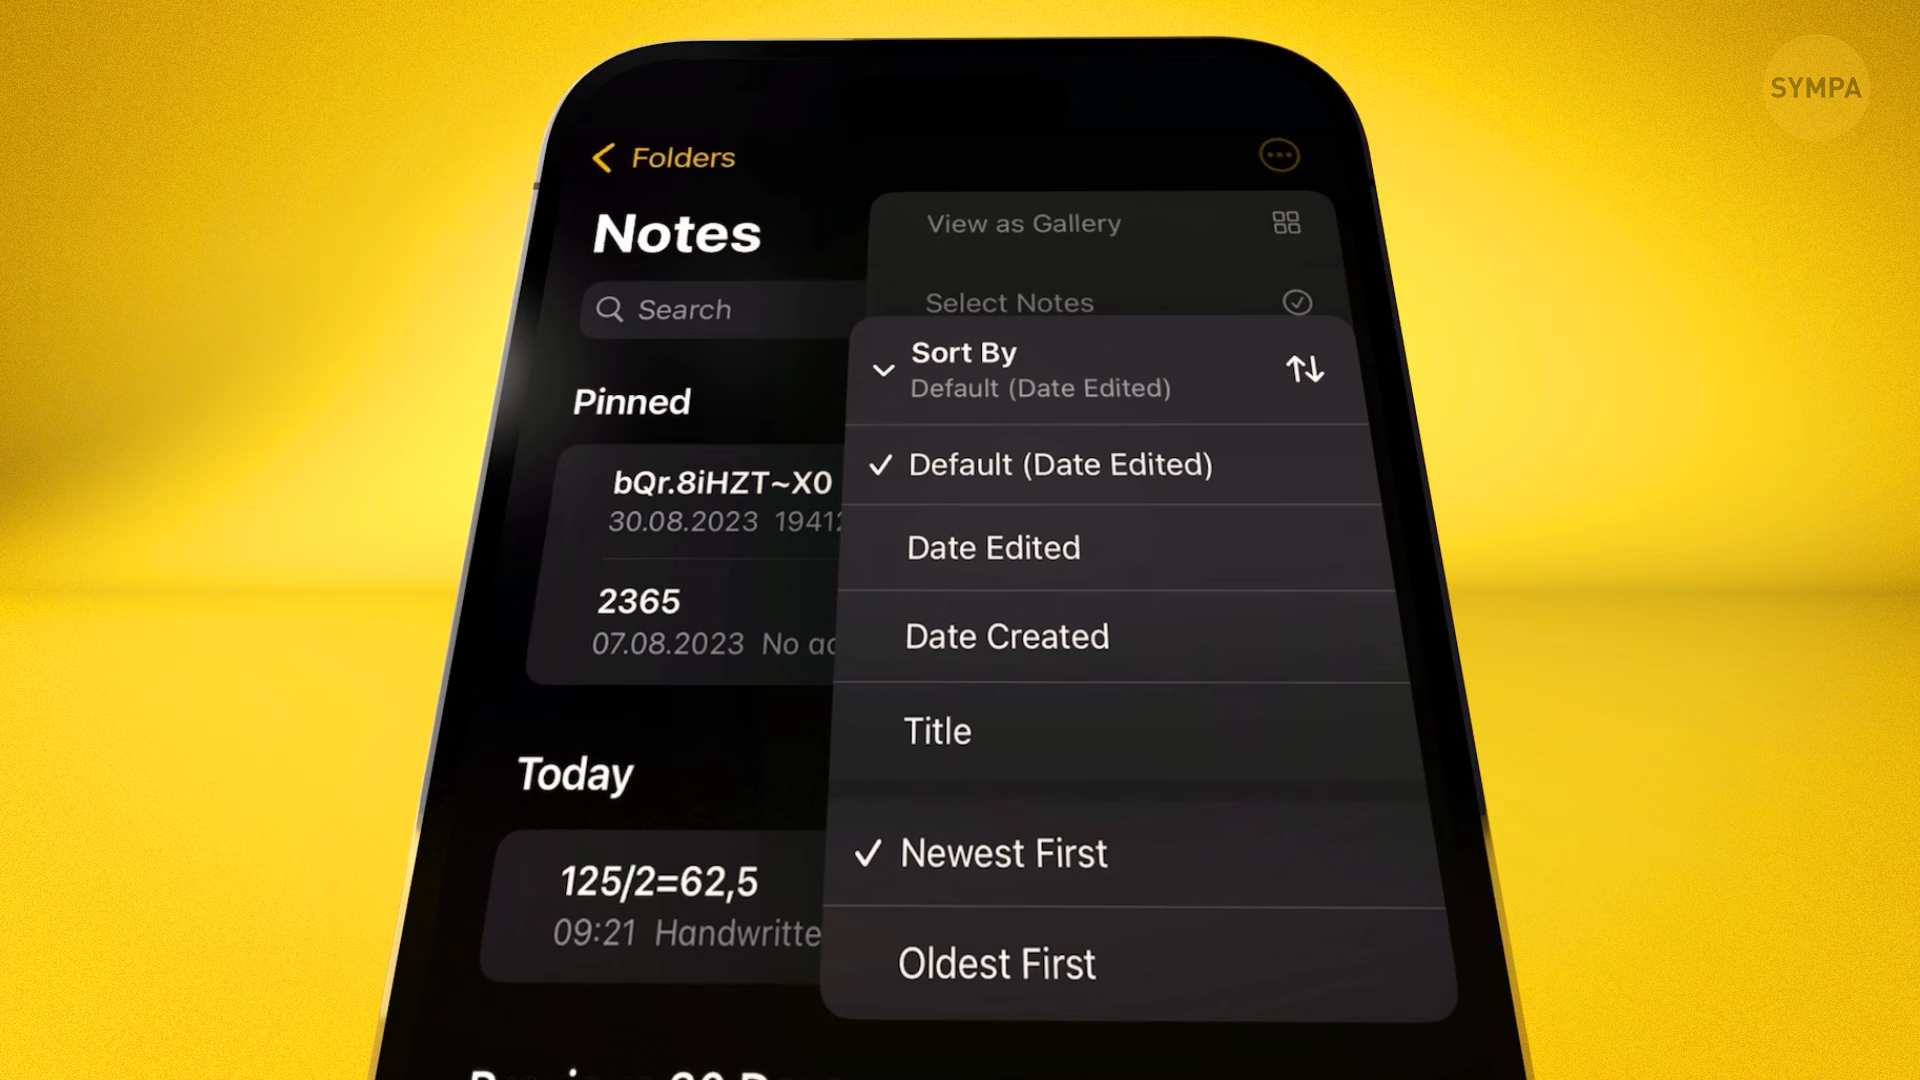 SYMPA
Folders
Notes
Search
View as Gallery
Select Notes
Sort By
Default (Date Edited)
Default (Date Edited)
Date Edited
Date Created
Title
Newest First
Oldest First
Pinned
bQr.8iHZT~X0
30.08.2023 1941
2365
07.08.2023 No
Today
125/2=62,5
09:21